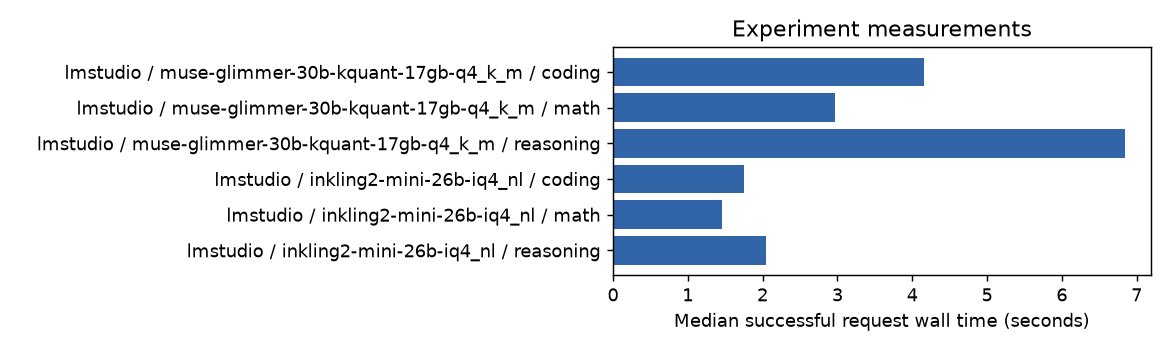 Experiment measurements
lmstudio / muse-glimmer-30b-kquant-17gb-q4_k_m / coding
lmstudio / muse-glimmer-30b-kquant-17gb-q4_k_m / math
lmstudio / muse-glimmer-30b-kquant-17gb-q4_k_m / reasoning
lmstudio / inkling2-mini-26b-iq4_nl / coding
lmstudio / inkling2-mini-26b-iq4_nl / math
lmstudio / inkling2-mini-26b-iq4_nl / reasoning
0 1 2 3 4 5 6 7
Median successful request wall time (seconds)